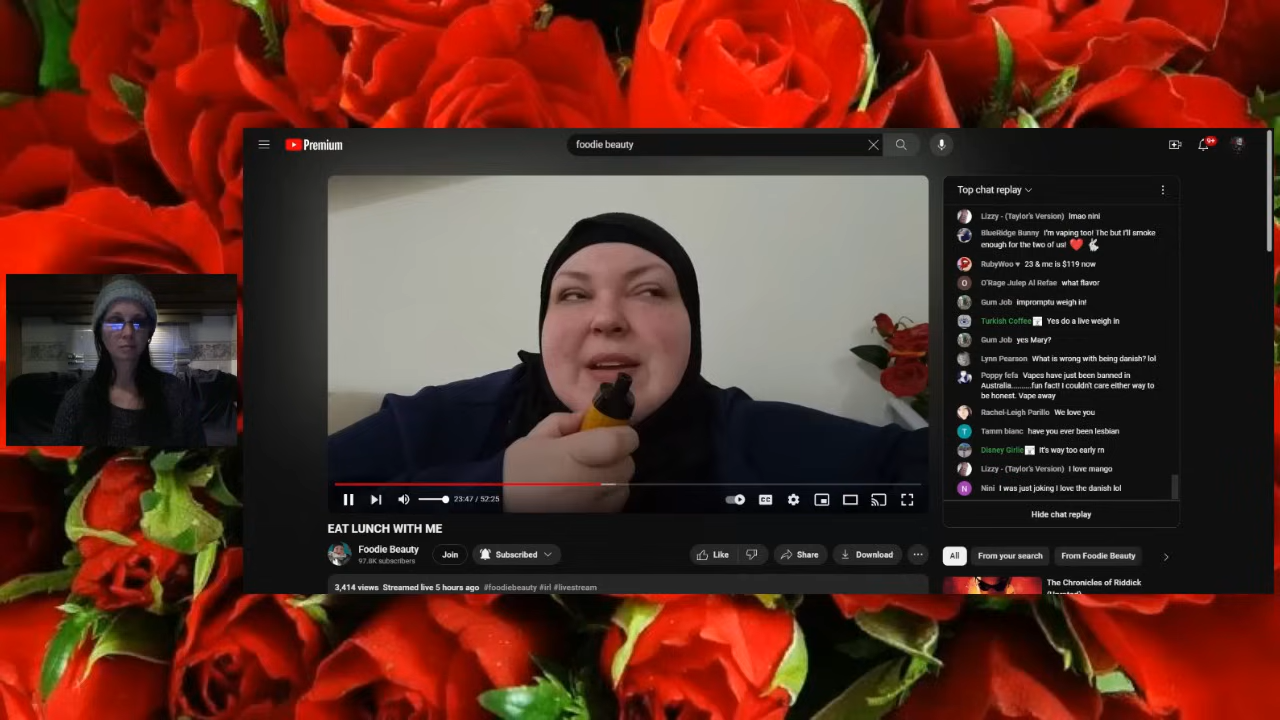 Premium
foodie beauty
9+
Top chat replay
Lizzy - (Taylor's Version) lmao nini
BlueRidge Bunny I'm vaping too! Thc but I'll smoke
enough for the two of us! ❤️ 🐇
RubyWoo ♥ 23 & me is $119 now
O'Rage Julep Al Refae what flavor
Gum Job impromptu weigh in!
Turkish Coffee Yes do a live weigh in
Gum Job yes Mary?
Lynn Pearson What is wrong with being danish? lol
Poppy fefa Vapes have just been banned in
Australia..........fun fact! I couldn't care either way to
be honest. Vape away
Rachel-Leigh Parillo We love you
Tamm blanc have you ever been lesbian
Disney Girlie It's way too early rn
Lizzy - (Taylor's Version) I love mango
Nini I was just joking I love the danish lol
Hide chat replay
23:47 / 52:25
CC
EAT LUNCH WITH ME
Foodie Beauty
97.8K subscribers
Join
Subscribed
Like
Share
Download
3,414 views Streamed live 5 hours ago #foodiebeauty #irl #livestream
All
From your search
From Foodie Beauty
The Chronicles of Riddick
(Unrated)